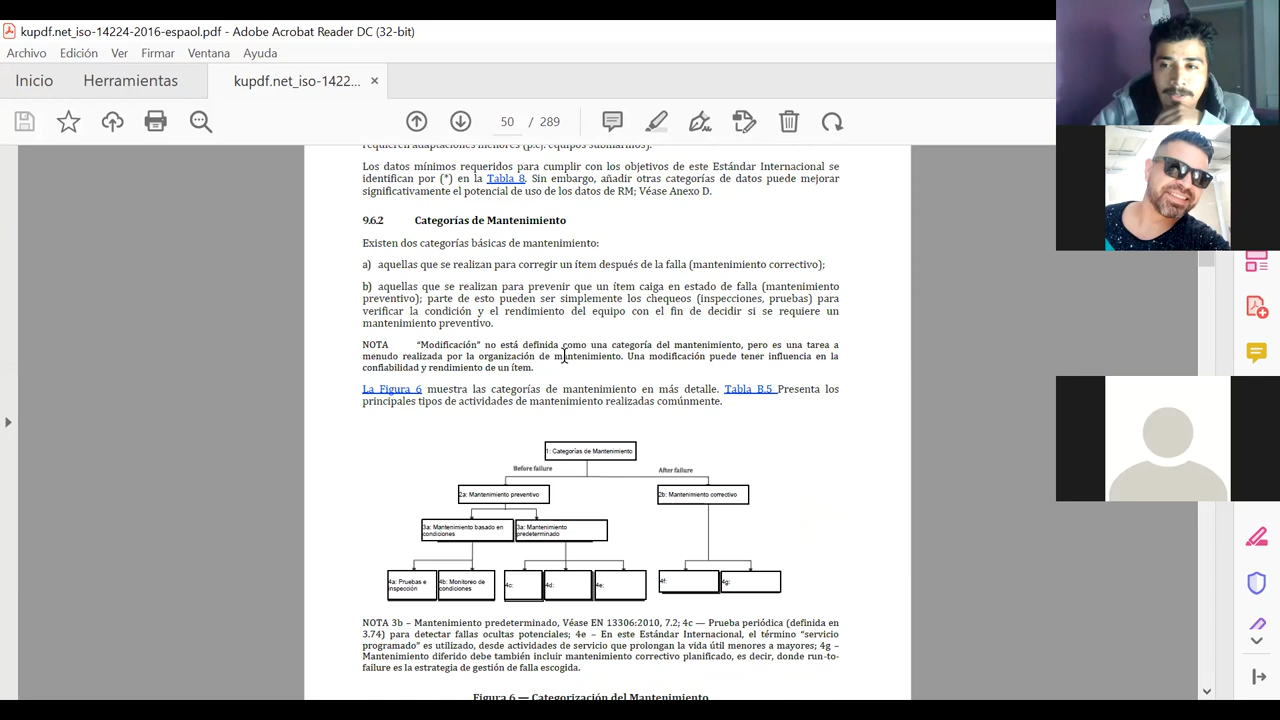 kupdf.net_iso-14224-2016-espaol.pdf - Adobe Acrobat Reader DC (32-bit)
Archivo Edición Ver Firmar Ventana Ayuda
Inicio Herramientas kupdf.net_iso-1422... ×
50 / 289
requieren adaptaciones menores (p.ej. equipos submarinos).
Los datos mínimos requeridos para cumplir con los objetivos de este Estándar Internacional se
identifican por (*) en la Tabla 8. Sin embargo, añadir otras categorías de datos puede mejorar
significativamente el potencial de uso de los datos de RM; Véase Anexo D.
9.6.2 Categorías de Mantenimiento
Existen dos categorías básicas de mantenimiento:
a) aquellas que se realizan para corregir un ítem después de la falla (mantenimiento correctivo);
b) aquellas que se realizan para prevenir que un ítem caiga en estado de falla (mantenimiento
preventivo); parte de esto pueden ser simplemente los chequeos (inspecciones, pruebas) para
verificar la condición y el rendimiento del equipo con el fin de decidir si se requiere un
mantenimiento preventivo.
NOTA "Modificación" no está definida como una categoría del mantenimiento, pero es una tarea a
menudo realizada por la organización de mantenimiento. Una modificación puede tener influencia en la
confiabilidad y rendimiento de un ítem.
La Figura 6 muestra las categorías de mantenimiento en más detalle. Tabla B.5 Presenta los
principales tipos de actividades de mantenimiento realizadas comúnmente.
1: Categorías de Mantenimiento
Before failure After failure
2a: Mantenimiento preventivo 2b: Mantenimiento correctivo
3a: Mantenimiento basado en
condiciones
3a: Mantenimiento
predeterminado
4a: Pruebas e
inspección
4b: Monitoreo de
condiciones
4c: 4d: 4e: 4f: 4g:
NOTA 3b – Mantenimiento predeterminado, Véase EN 13306:2010, 7.2; 4c — Prueba periódica (definida en
3.74) para detectar fallas ocultas potenciales; 4e – En este Estándar Internacional, el término "servicio
programado" es utilizado, desde actividades de servicio que prolongan la vida útil menores a mayores; 4g –
Mantenimiento diferido debe también incluir mantenimiento correctivo planificado, es decir, donde run-to-
failure es la estrategia de gestión de falla escogida.
Figura 6 — Categorización del Mantenimiento